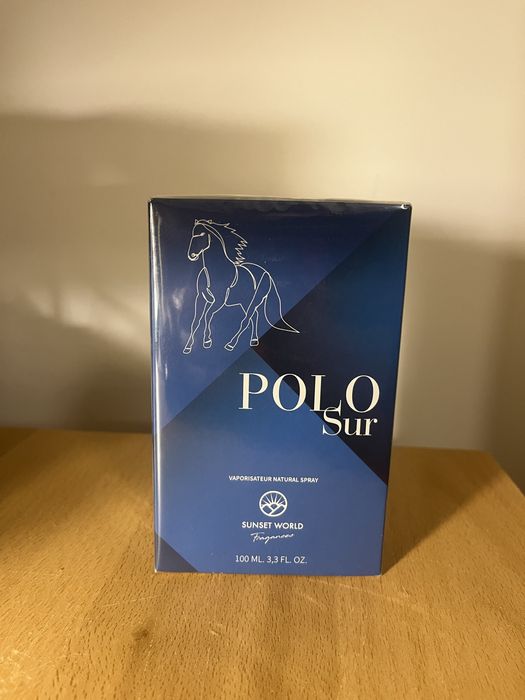 POLO
Sur
VAPORISATEUR NATURAL SPRAY
SUNSET WORLD
Fragances
100 ML. 3,3 FL. OZ.